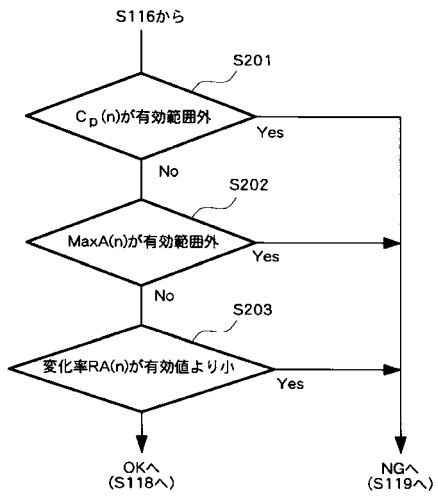 S116から
S201
Cp(n)が有効範囲外
Yes
No
S202
MaxA(n)が有効範囲外
Yes
No
S203
変化率RA(n)が有効値より小
Yes
OKへ
(S118へ)
NGへ
(S119へ)